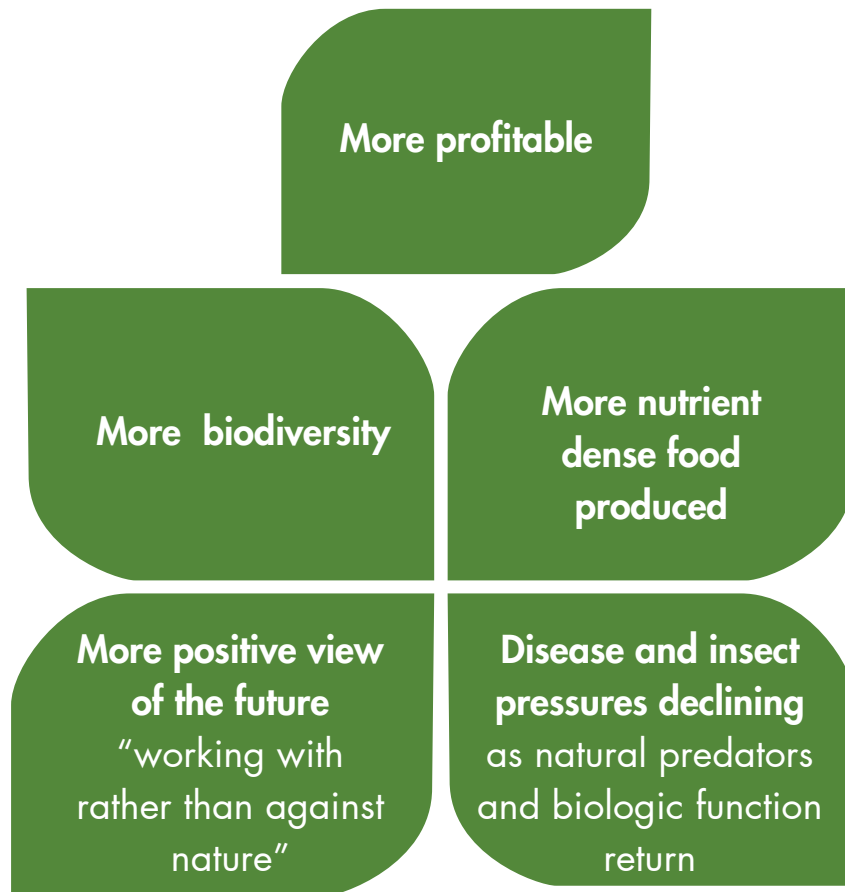 More profitable
More biodiversity
More nutrient
dense food
produced
More positive view
of the future
“working with
rather than against
nature”
Disease and insect
pressures declining
as natural predators
and biologic function
return